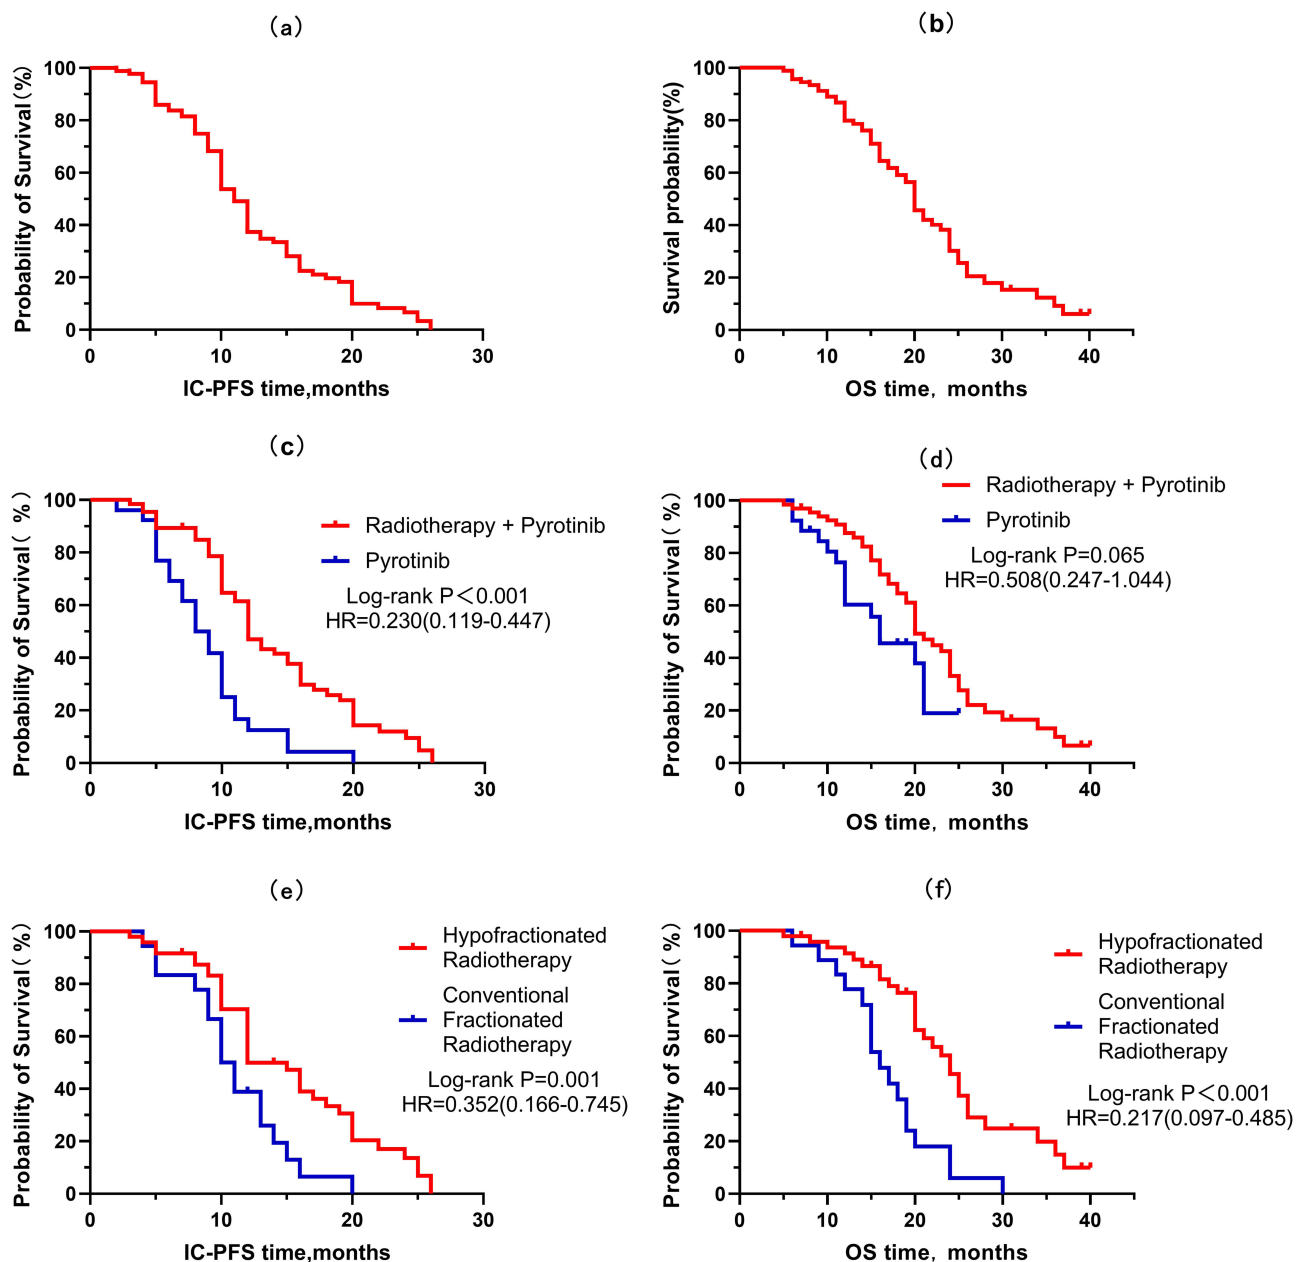 (a)
Probability of Survival(%)
100
80
60
40
20
0
0 10 20 30
IC-PFS time,months
(b)
Survival probability(%)
100
80
60
40
20
0
0 10 20 30 40
OS time, months
(c)
Probability of Survival( %)
100
80
60
40
20
0
0 10 20 30
IC-PFS time,months
Radiotherapy + Pyrotinib
Pyrotinib
Log-rank P<0.001
HR=0.230(0.119-0.447)
(d)
Probability of Survival( %)
100
80
60
40
20
0
0 10 20 30 40
OS time, months
Radiotherapy + Pyrotinib
Pyrotinib
Log-rank P=0.065
HR=0.508(0.247-1.044)
(e)
Probability of Survival( %)
100
80
60
40
20
0
0 10 20 30
IC-PFS time,months
Hypofractionated
Radiotherapy
Conventional
Fractionated
Radiotherapy
Log-rank P=0.001
HR=0.352(0.166-0.745)
(f)
Probability of Survival( %)
100
80
60
40
20
0
0 10 20 30 40
OS time, months
Hypofractionated
Radiotherapy
Conventional
Fractionated
Radiotherapy
Log-rank P<0.001
HR=0.217(0.097-0.485)